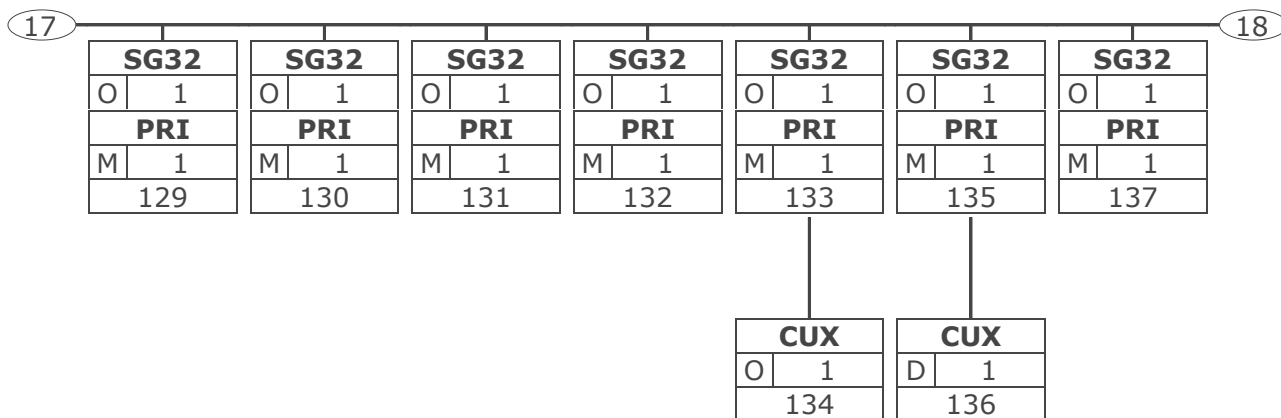 17 18
SG32 SG32 SG32 SG32 SG32 SG32 SG32
O 1 O 1 O 1 O 1 O 1 O 1 O 1
PRI PRI PRI PRI PRI PRI PRI
M 1 M 1 M 1 M 1 M 1 M 1 M 1
129 130 131 132 133 135 137
CUX CUX
O 1 D 1
134 136